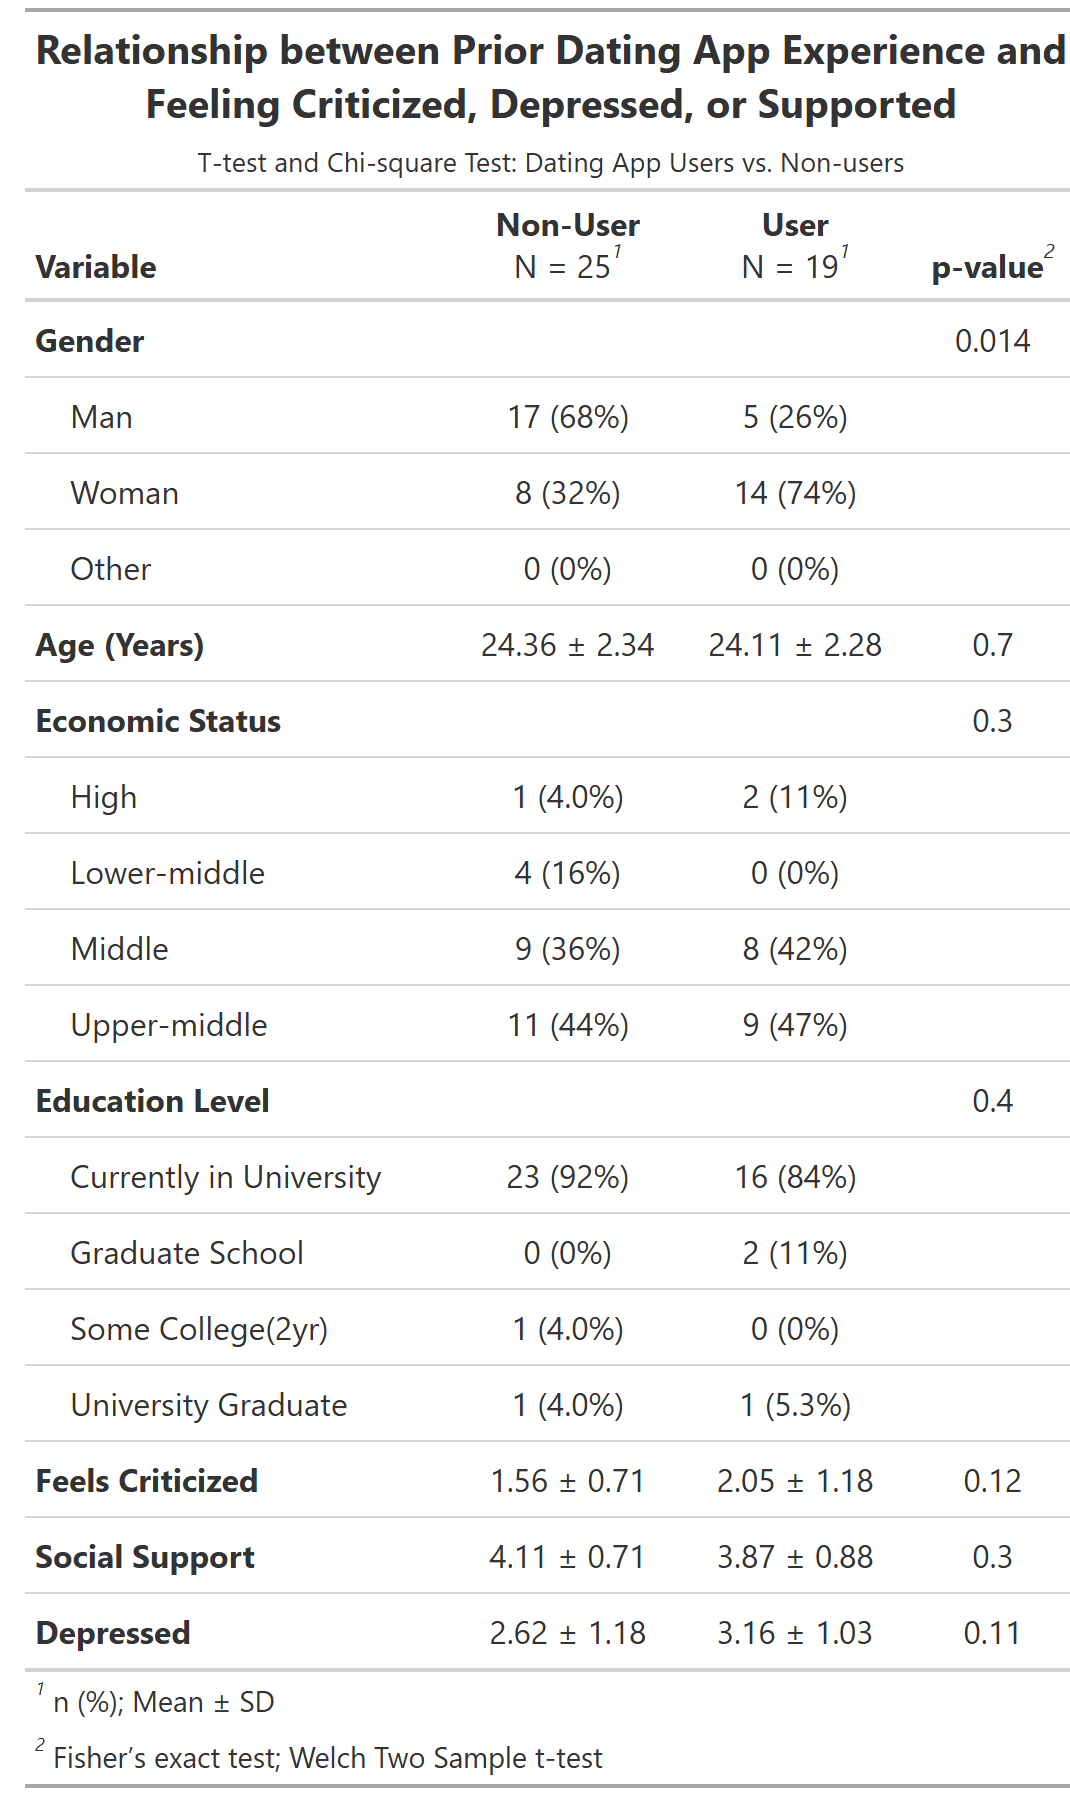 Relationship between Prior Dating App Experience and
Feeling Criticized, Depressed, or Supported
T-test and Chi-square Test: Dating App Users vs. Non-users
Variable Non-User N = 25¹ User N = 19¹ p-value²
Gender 0.014
Man 17 (68%) 5 (26%)
Woman 8 (32%) 14 (74%)
Other 0 (0%) 0 (0%)
Age (Years) 24.36 ± 2.34 24.11 ± 2.28 0.7
Economic Status 0.3
High 1 (4.0%) 2 (11%)
Lower-middle 4 (16%) 0 (0%)
Middle 9 (36%) 8 (42%)
Upper-middle 11 (44%) 9 (47%)
Education Level 0.4
Currently in University 23 (92%) 16 (84%)
Graduate School 0 (0%) 2 (11%)
Some College(2yr) 1 (4.0%) 0 (0%)
University Graduate 1 (4.0%) 1 (5.3%)
Feels Criticized 1.56 ± 0.71 2.05 ± 1.18 0.12
Social Support 4.11 ± 0.71 3.87 ± 0.88 0.3
Depressed 2.62 ± 1.18 3.16 ± 1.03 0.11
¹ n (%); Mean ± SD
² Fisher’s exact test; Welch Two Sample t-test